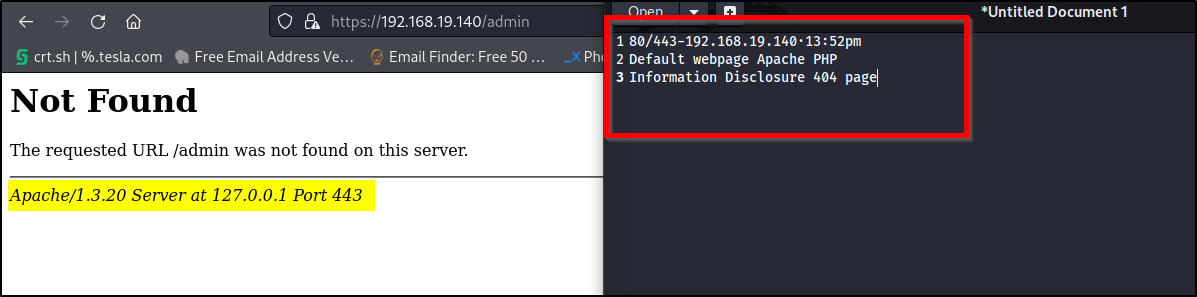 https://192.168.19.140/admin
crt.sh | %.tesla.com
Free Email Address Ve…
Email Finder: Free 50 …
_X Pho
Not Found
The requested URL /admin was not found on this server.
Apache/1.3.20 Server at 127.0.0.1 Port 443
Open
*Untitled Document 1
1 80/443-192.168.19.140·13:52pm
2 Default webpage Apache PHP
3 Information Disclosure 404 page